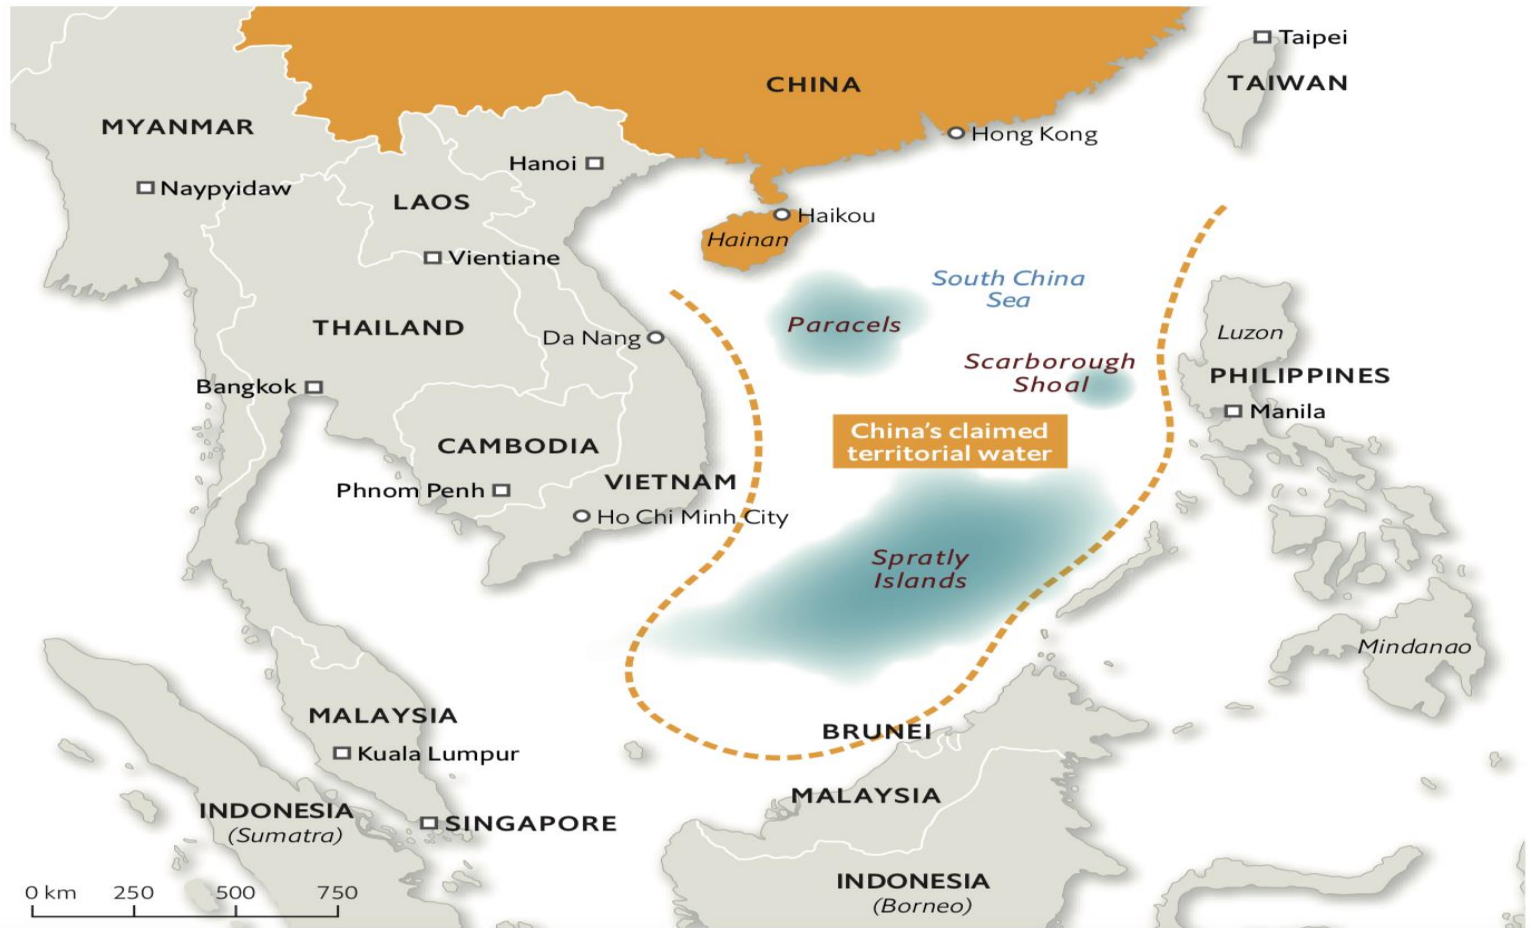 Taipei
TAIWAN
CHINA
MYANMAR
Hong Kong
Hanoi
Naypyidaw
LAOS
Haikou
Hainan
Vientiane
South China
Sea
THAILAND
Da Nang
Paracels
Luzon
Scarborough
Shoal
PHILIPPINES
Bangkok
Manila
China's claimed
territorial water
CAMBODIA
VIETNAM
Phnom Penh
Ho Chi Minh City
Spratly
Islands
Mindanao
MALAYSIA
BRUNEI
Kuala Lumpur
MALAYSIA
INDONESIA
(Sumatra)
SINGAPORE
INDONESIA
(Borneo)
0 km 250 500 750